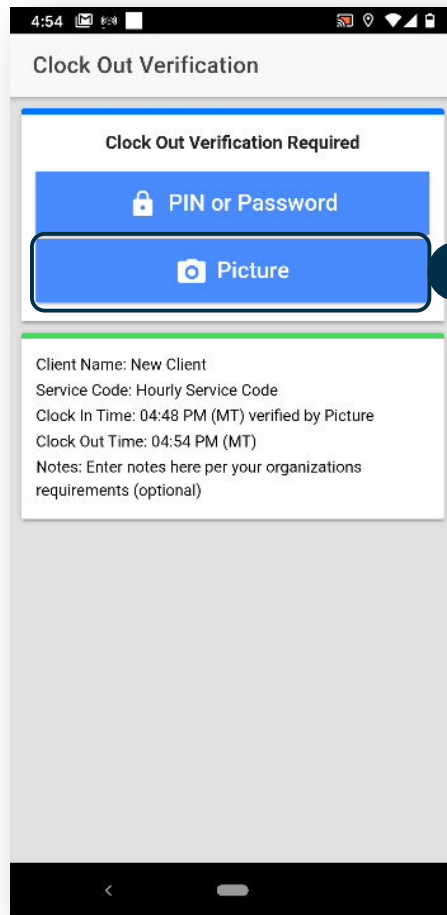 4:54
Clock Out Verification
Clock Out Verification Required
PIN or Password
Picture
Client Name: New Client
Service Code: Hourly Service Code
Clock In Time: 04:48 PM (MT) verified by Picture
Clock Out Time: 04:54 PM (MT)
Notes: Enter notes here per your organizations
requirements (optional)